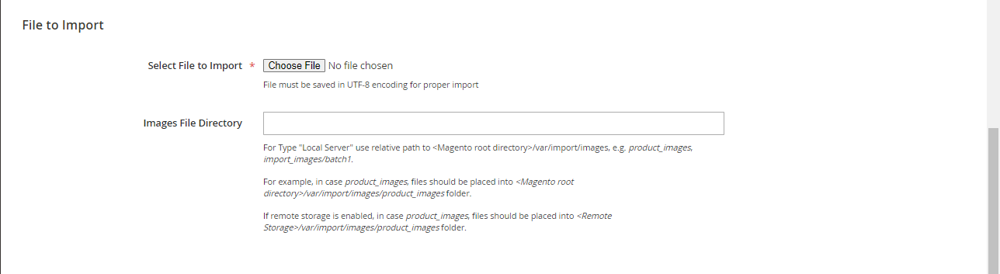 File to Import
Select File to Import * Choose File No file chosen
File must be saved in UTF-8 encoding for proper import
Images File Directory
For Type "Local Server" use relative path to <Magento root directory>/var/import/images, e.g. product_images,
import_images/batch1.
For example, in case product_images, files should be placed into <Magento root
directory>/var/import/images/product_images folder.
If remote storage is enabled, in case product_images, files should be placed into <Remote
Storage>/var/import/images/product_images folder.